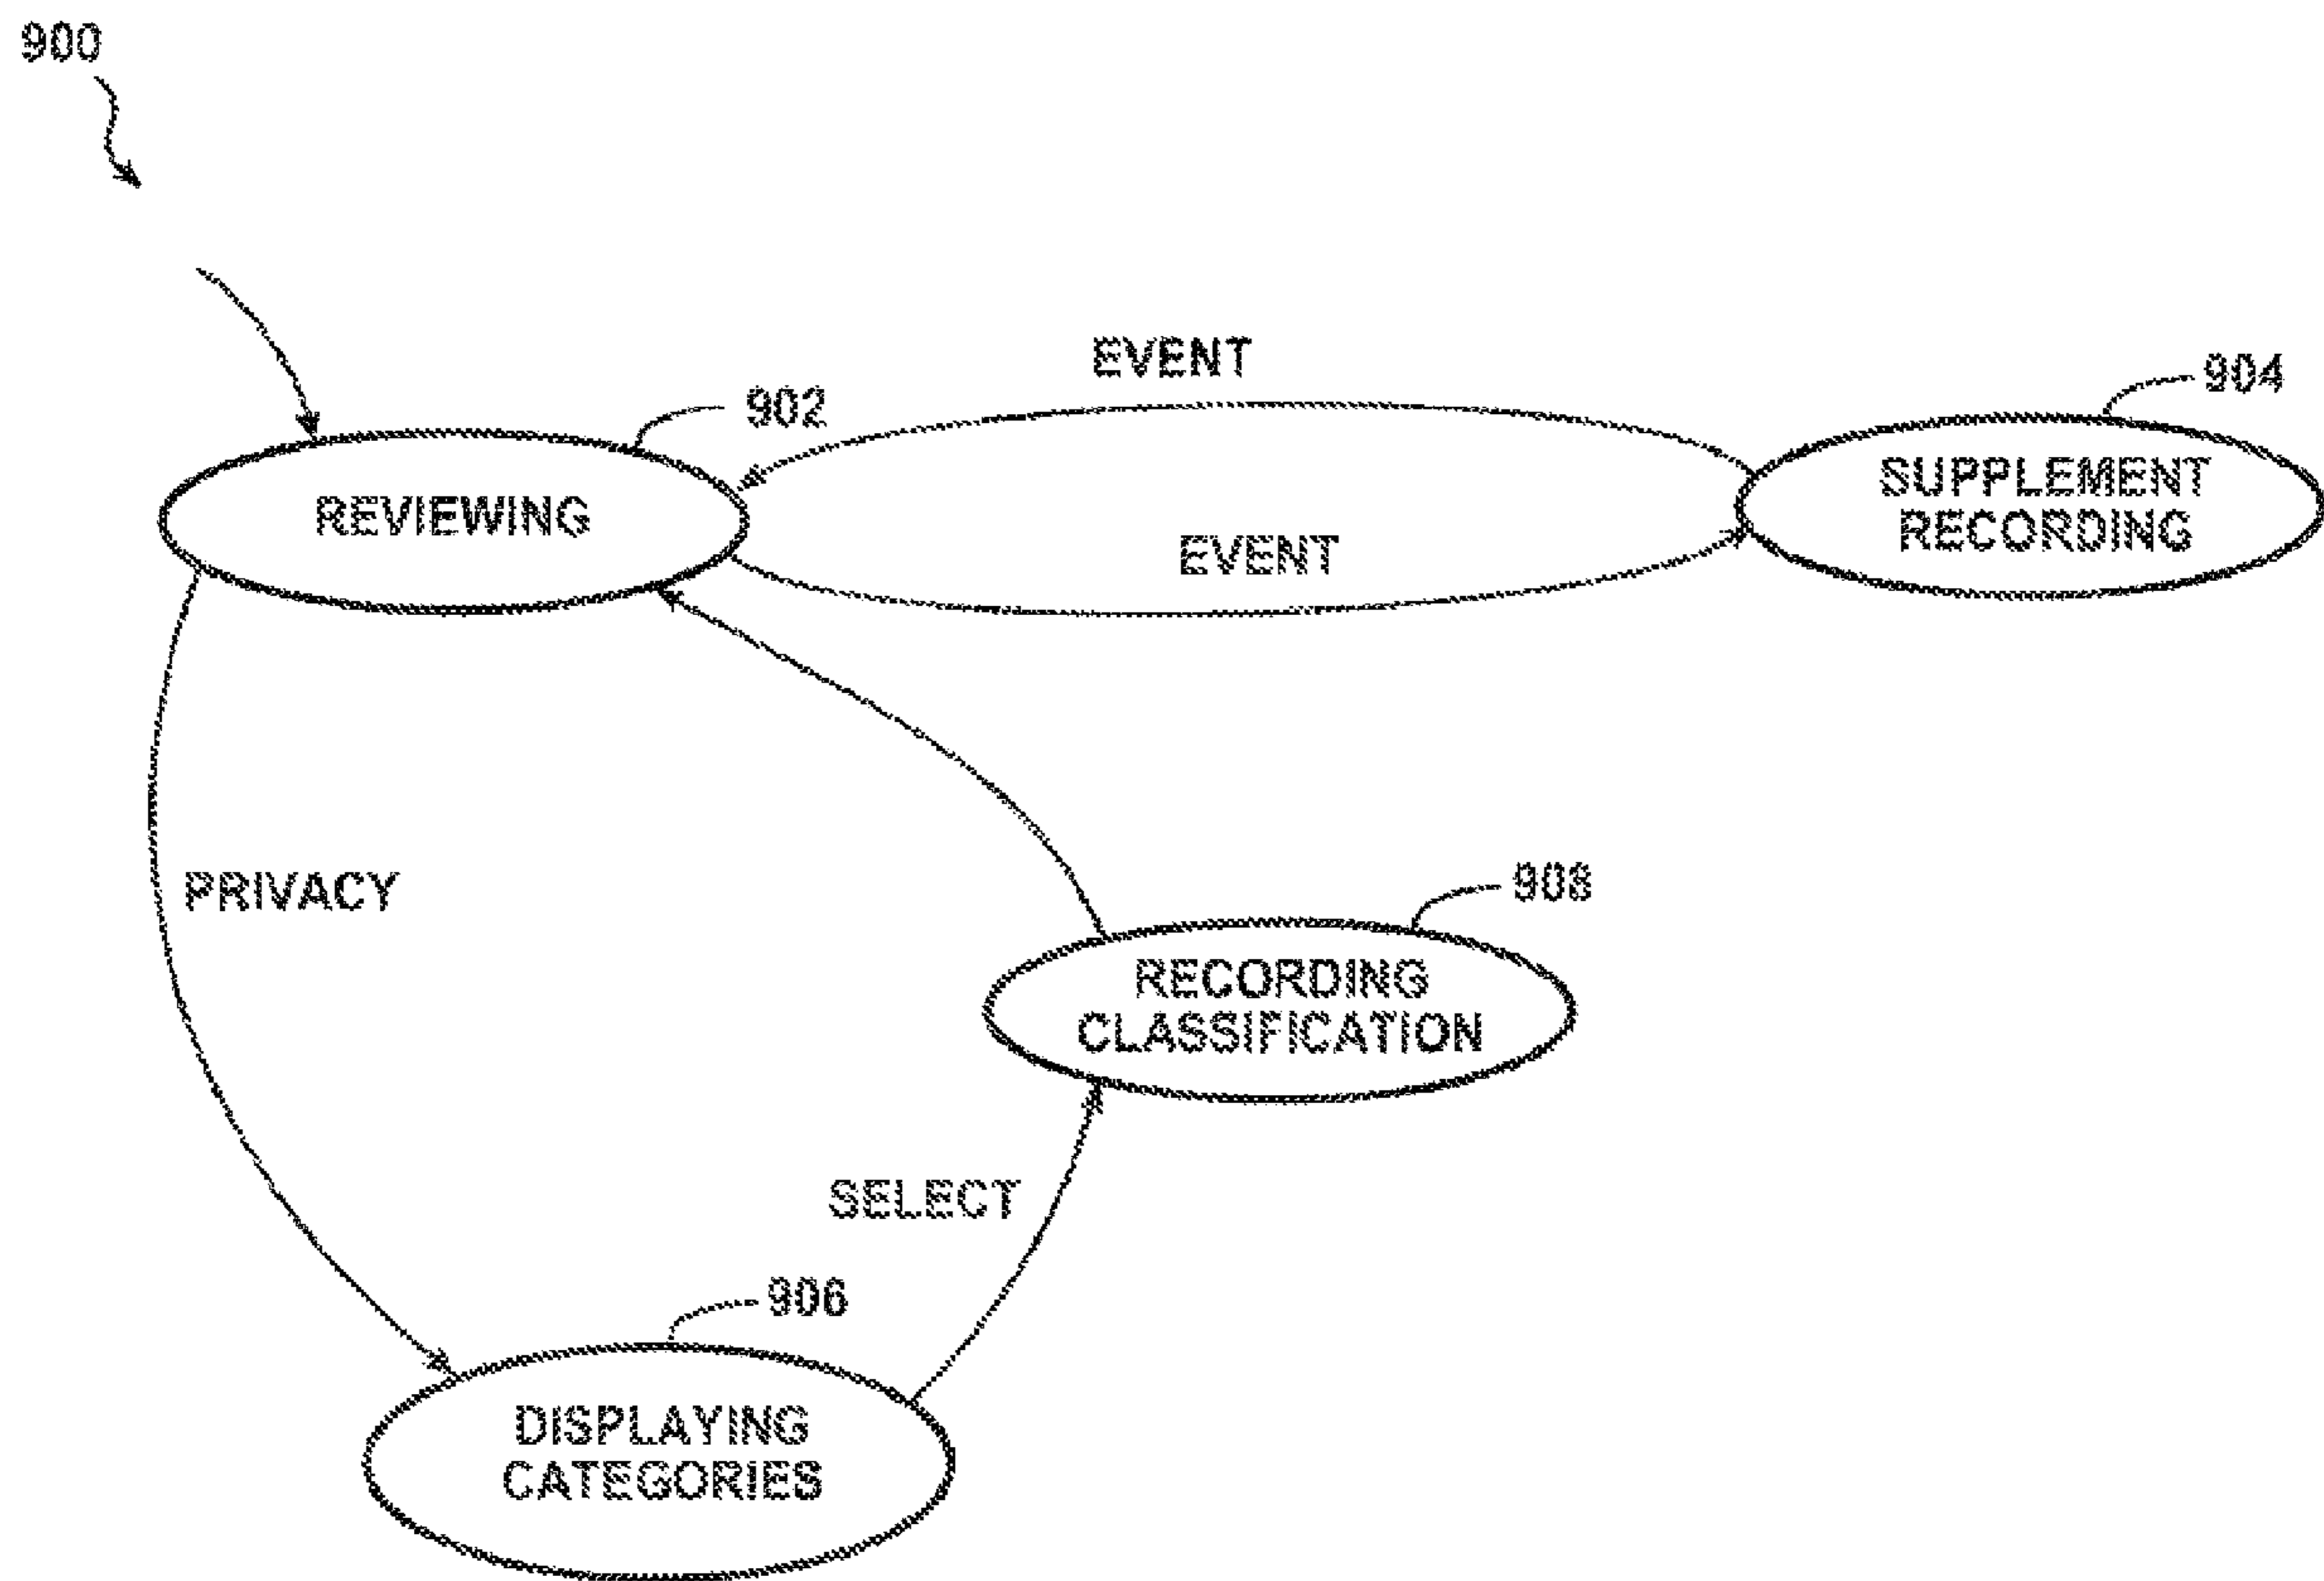 900
EVENT
902
904
REVIEWING
SUPPLEMENT
RECORDING
EVENT
PRIVACY
908
RECORDING
CLASSIFICATION
SELECT
906
DISPLAYING
CATEGORIES